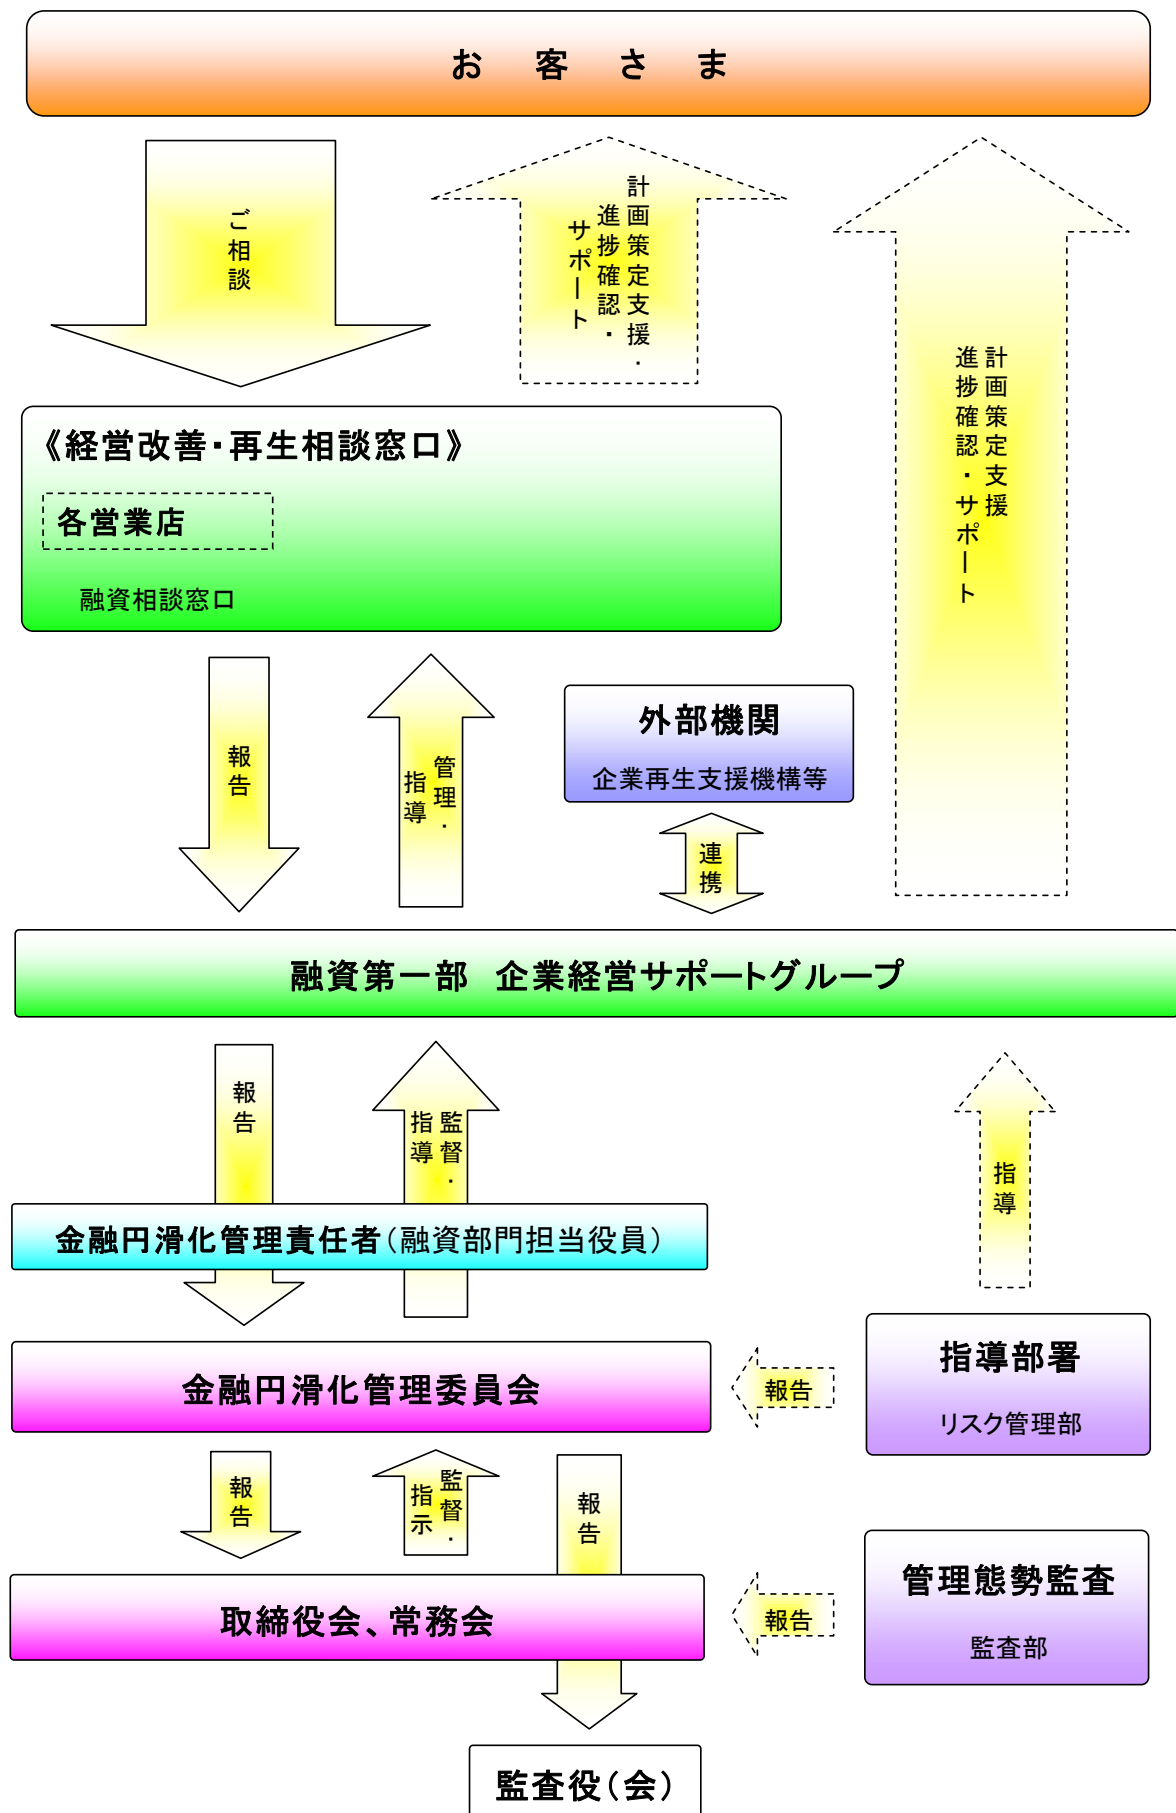 お　客　さ　ま
ご相談
計画策定支援・
進捗確認・
サポート
計画策定支援
進捗確認・サポート
《経営改善・再生相談窓口》
各営業店
融資相談窓口
報告
管理・
指導
外部機関
企業再生支援機構等
連携
融資第一部　企業経営サポートグループ
報告
監督・
指導
指導
金融円滑化管理責任者（融資部門担当役員）
金融円滑化管理委員会
報告
指導部署
リスク管理部
報告
監督・
指示
報告
取締役会、常務会
報告
管理態勢監査
監査部
監査役（会）